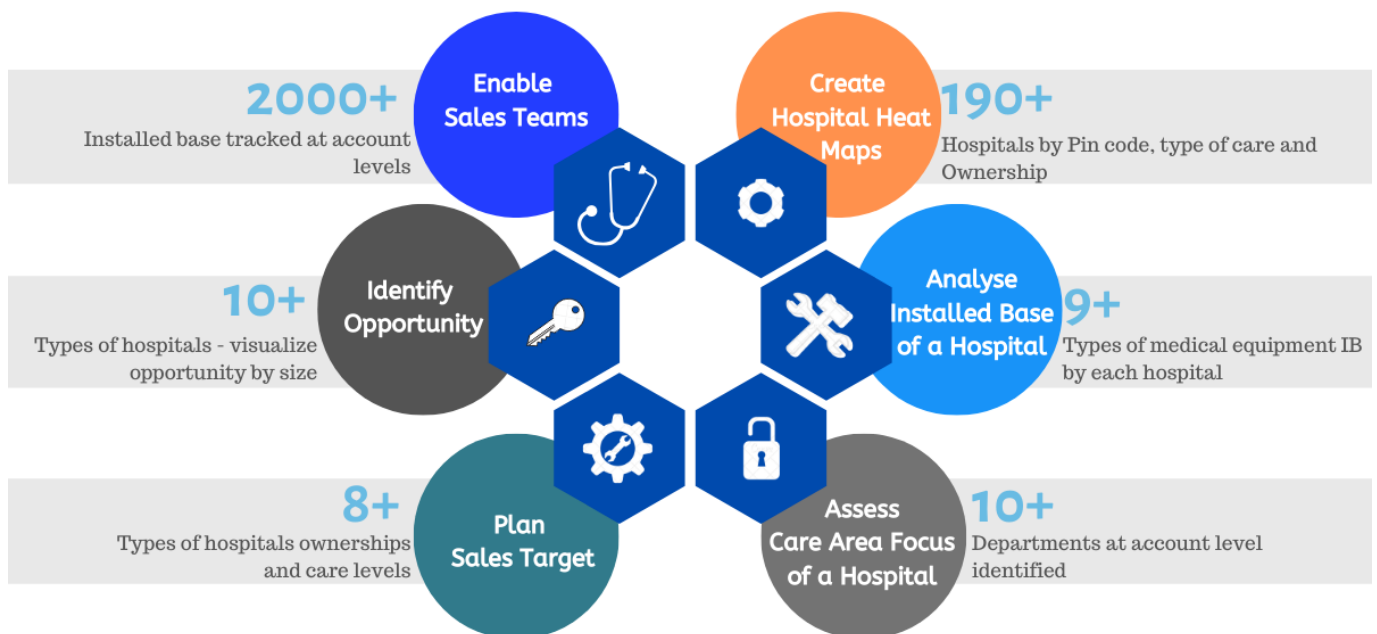 2000+
Installed base tracked at account
levels
Enable
Sales Teams
Create
Hospital Heat
Maps
190+
Hospitals by Pin code, type of care and
Ownership
10+
Types of hospitals - visualize
opportunity by size
Identify
Opportunity
Analyse
Installed Base
of a Hospital
9+
Types of medical equipment IB
by each hospital
8+
Types of hospitals ownerships
and care levels
Plan
Sales Target
Assess
Care Area Focus
of a Hospital
10+
Departments at account level
identified